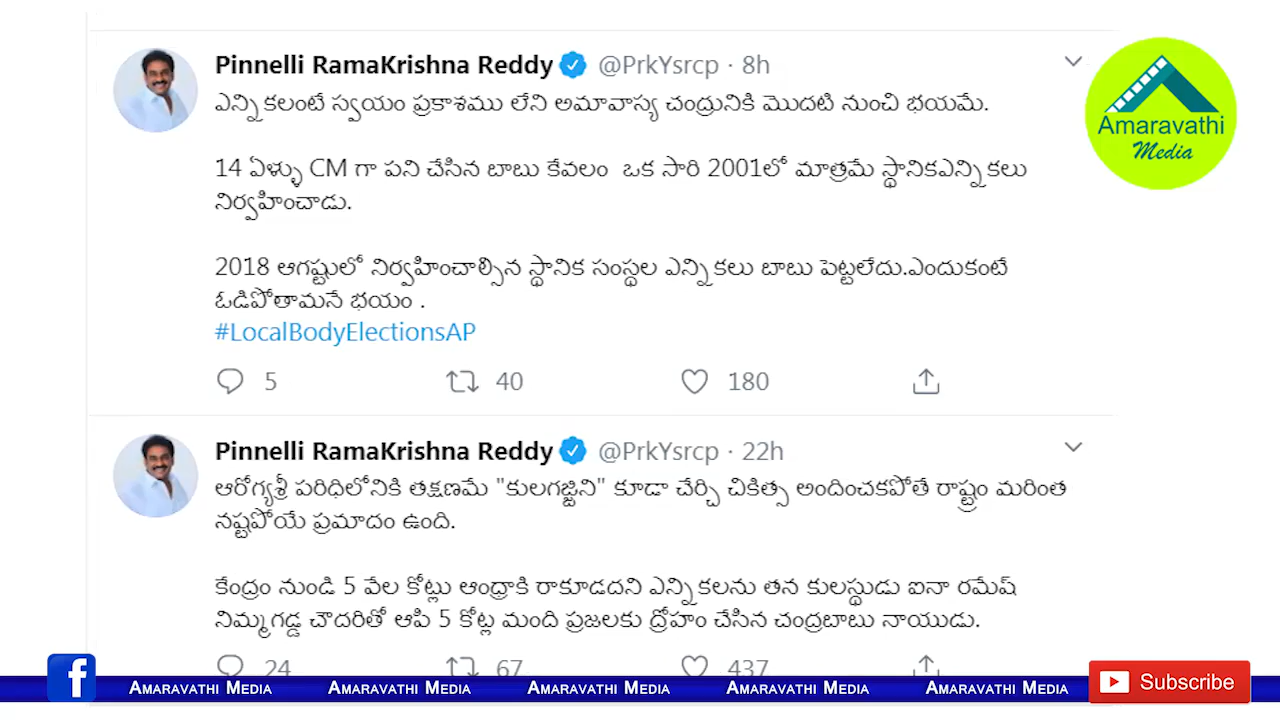 Pinnelli RamaKrishna Reddy @PrkYsrcp · 8h
ఎన్నికలంటే స్వయం ప్రకాశము లేని అమావాస్య చంద్రునికి మొదటి నుంచి భయమే.
14 ఏళ్ళు CM గా పని చేసిన బాబు కేవలం ఒక సారి 2001లో మాత్రమే స్థానికఎన్నికలు
నిర్వహించాడు.
2018 ఆగష్టులో నిర్వహించాల్సిన స్థానిక సంస్థల ఎన్నికలు బాబు పెట్టలేదు.ఎందుకంటే
ఓడిపోతామనే భయం .
#LocalBodyElectionsAP
5 40 180
Pinnelli RamaKrishna Reddy @PrkYsrcp · 22h
ఆరోగ్యశ్రీ పరిధిలోనికి తక్షణమే "కులగజ్జిని" కూడా చేర్చి చికిత్స అందించకపోతే రాష్ట్రం మరింత
నష్టపోయే ప్రమాదం ఉంది.
కేంద్రం నుండి 5 వేల కోట్లు ఆంధ్రాకి రాకూడదని ఎన్నికలను తన కులస్థుడు ఐనా రమేష్
నిమ్మగడ్డ చౌదరితో ఆపి 5 కోట్ల మంది ప్రజలకు ద్రోహం చేసిన చంద్రబాబు నాయుడు.
24 67 437
Amaravathi
Media
f Amaravathi Media Amaravathi Media Amaravathi Media Amaravathi Media Amaravathi Media Subscribe